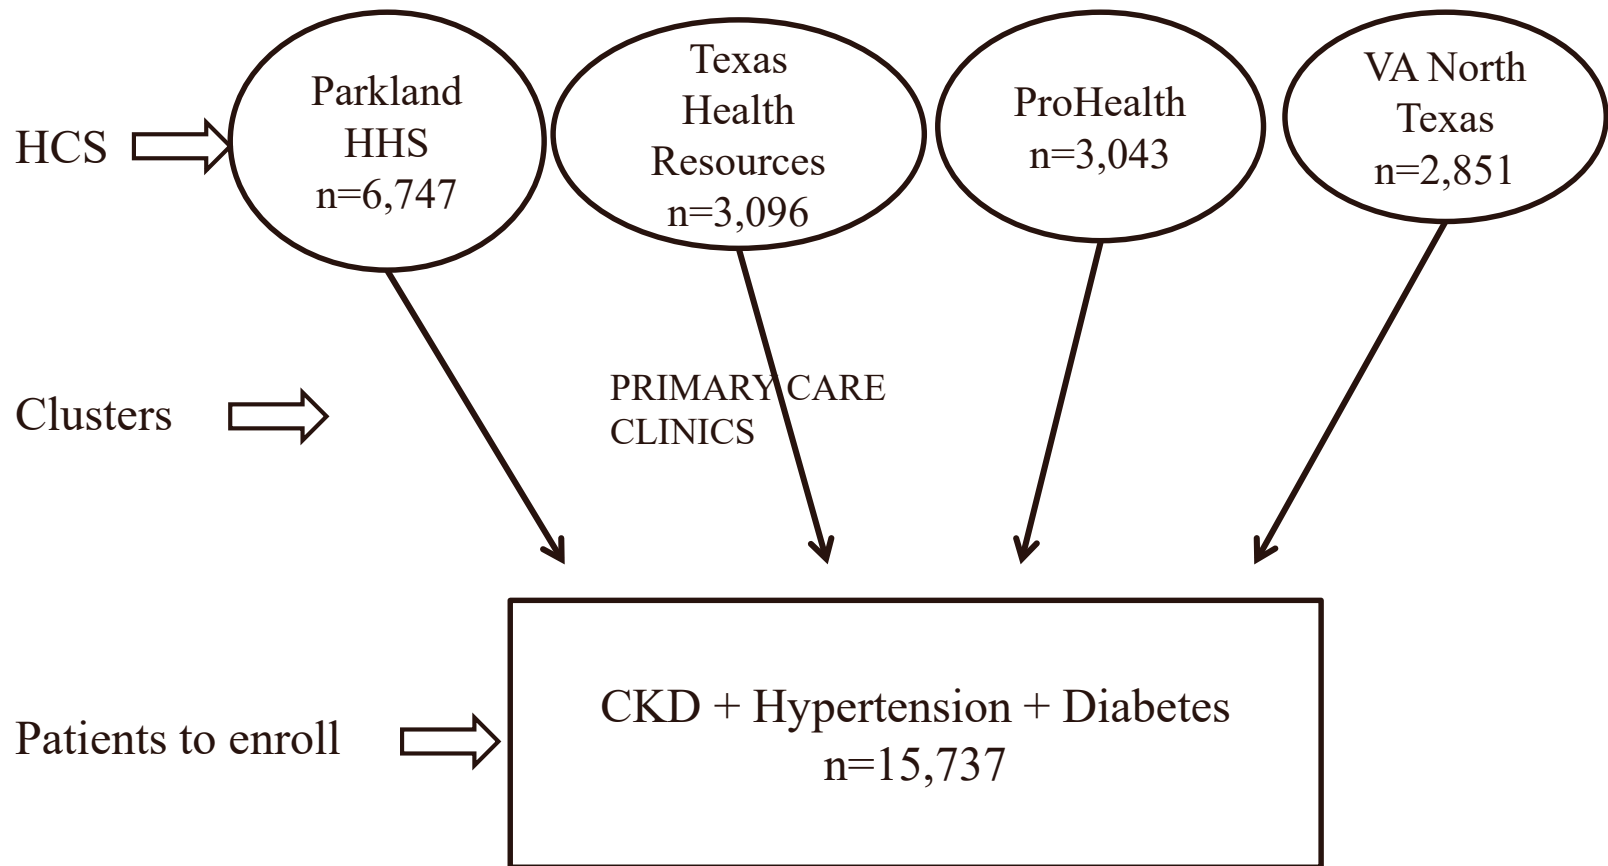 HCS
Parkland
HHS
n=6,747
Texas
Health
Resources
n=3,096
ProHealth
n=3,043
VA North
Texas
n=2,851
Clusters
PRIMARY CARE
CLINICS
Patients to enroll
CKD + Hypertension + Diabetes
n=15,737